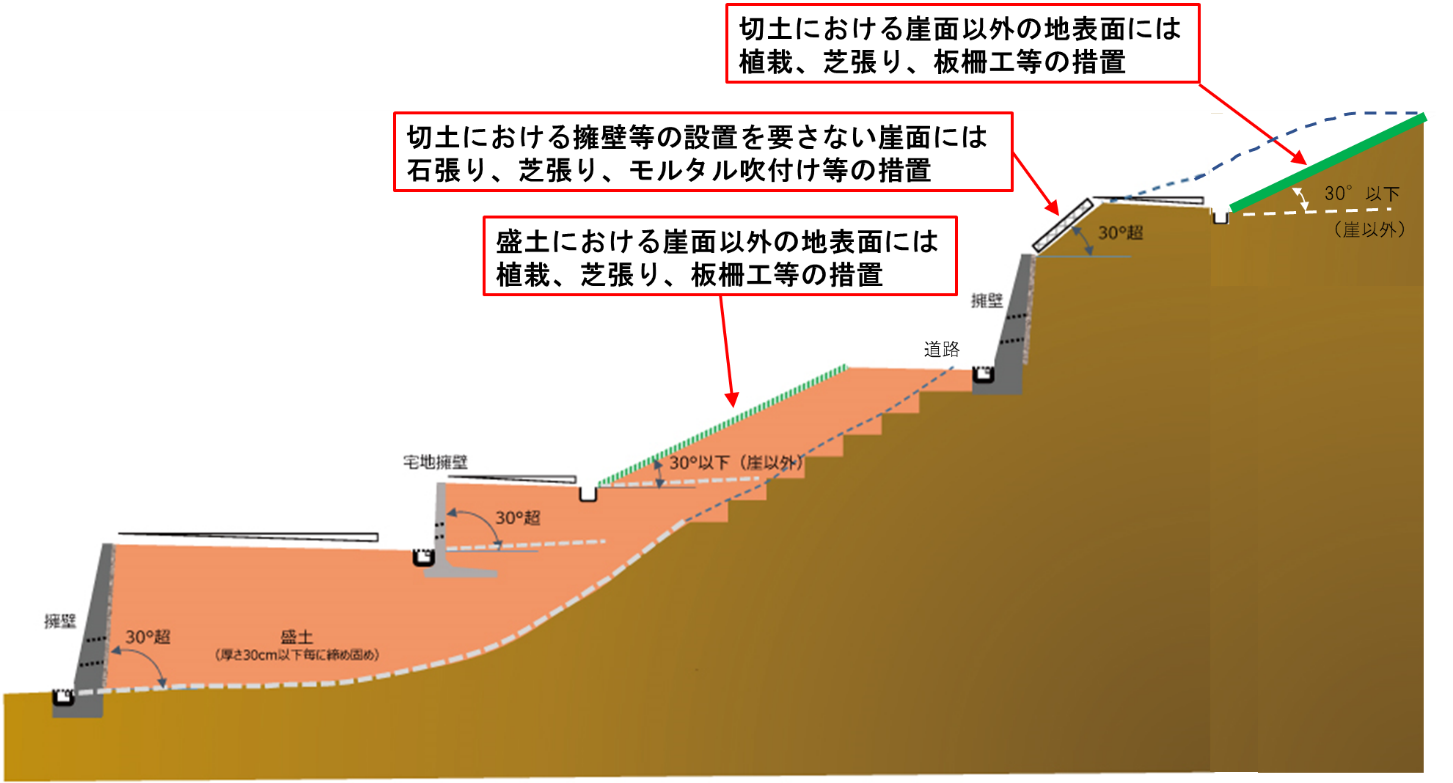 切土における崖面以外の地表面には
植栽、芝張り、板柵工等の措置
切土における擁壁等の設置を要さない崖面には
石張り、芝張り、モルタル吹付け等の措置
30°以下
(崖以外)
30°超
盛土における崖面以外の地表面には
植栽、芝張り、板柵工等の措置
擁壁
道路
宅地擁壁
30°以下(崖以外)
30°超
擁壁
30°超
盛土
(厚さ30cm以下毎に締め固め)